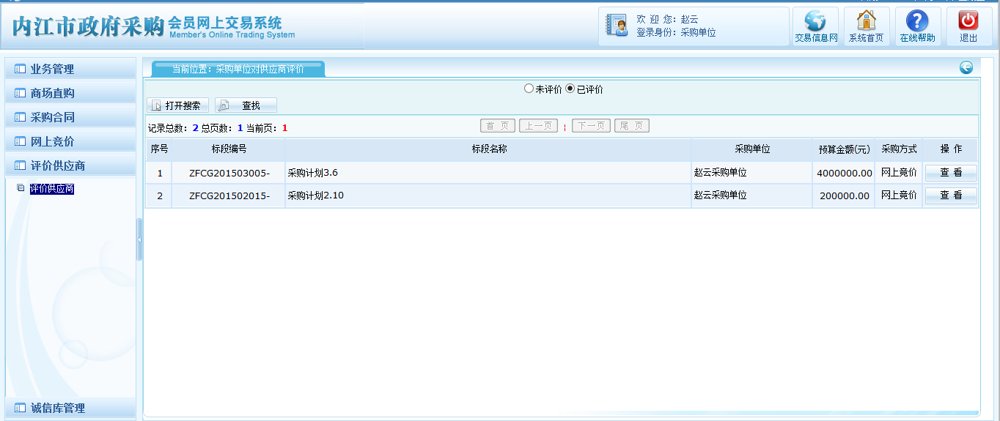 内江市政府采购
会员网上交易系统
Member's Online Trading System
欢 迎 您：赵云
登录身份：采购单位
交易信息网
系统首页
在线帮助
退出
业务管理
商场直购
采购合同
网上竞价
评价供应商
评价供应商
诚信库管理
当前位置：采购单位对供应商评价
未评价 已评价
打开搜索 查找
记录总数：2 总页数：1 当前页：1
首 页 上一页 ¦ 下一页 尾 页
序号 标段编号 标段名称 采购单位 预算金额(元) 采购方式 操 作
1 ZFCG201503005- 采购计划3.6 赵云采购单位 4000000.00 网上竞价 查 看
2 ZFCG201502015- 采购计划2.10 赵云采购单位 200000.00 网上竞价 查 看